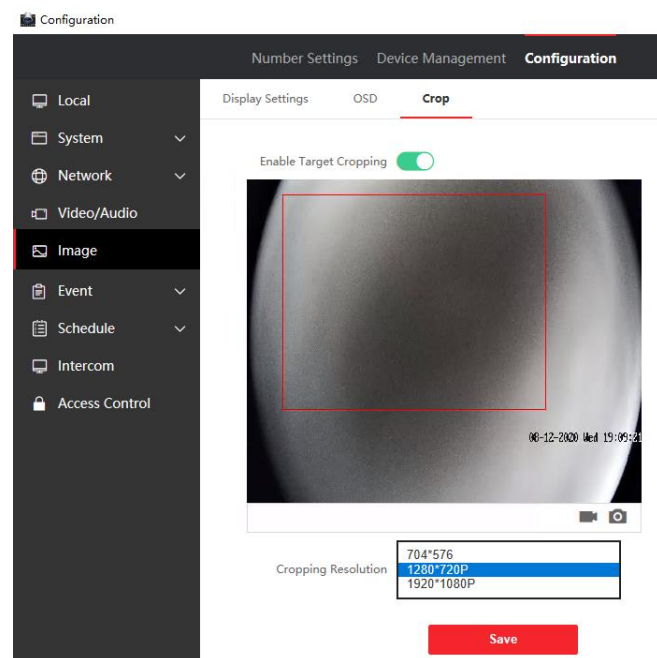 Configuration
Number Settings Device Management Configuration
Local
System
Network
Video/Audio
Image
Event
Schedule
Intercom
Access Control
Display Settings OSD Crop
Enable Target Cropping
08-12-2020 Wed 19:09:21
Cropping Resolution
704*576
1280*720P
1920*1080P
Save